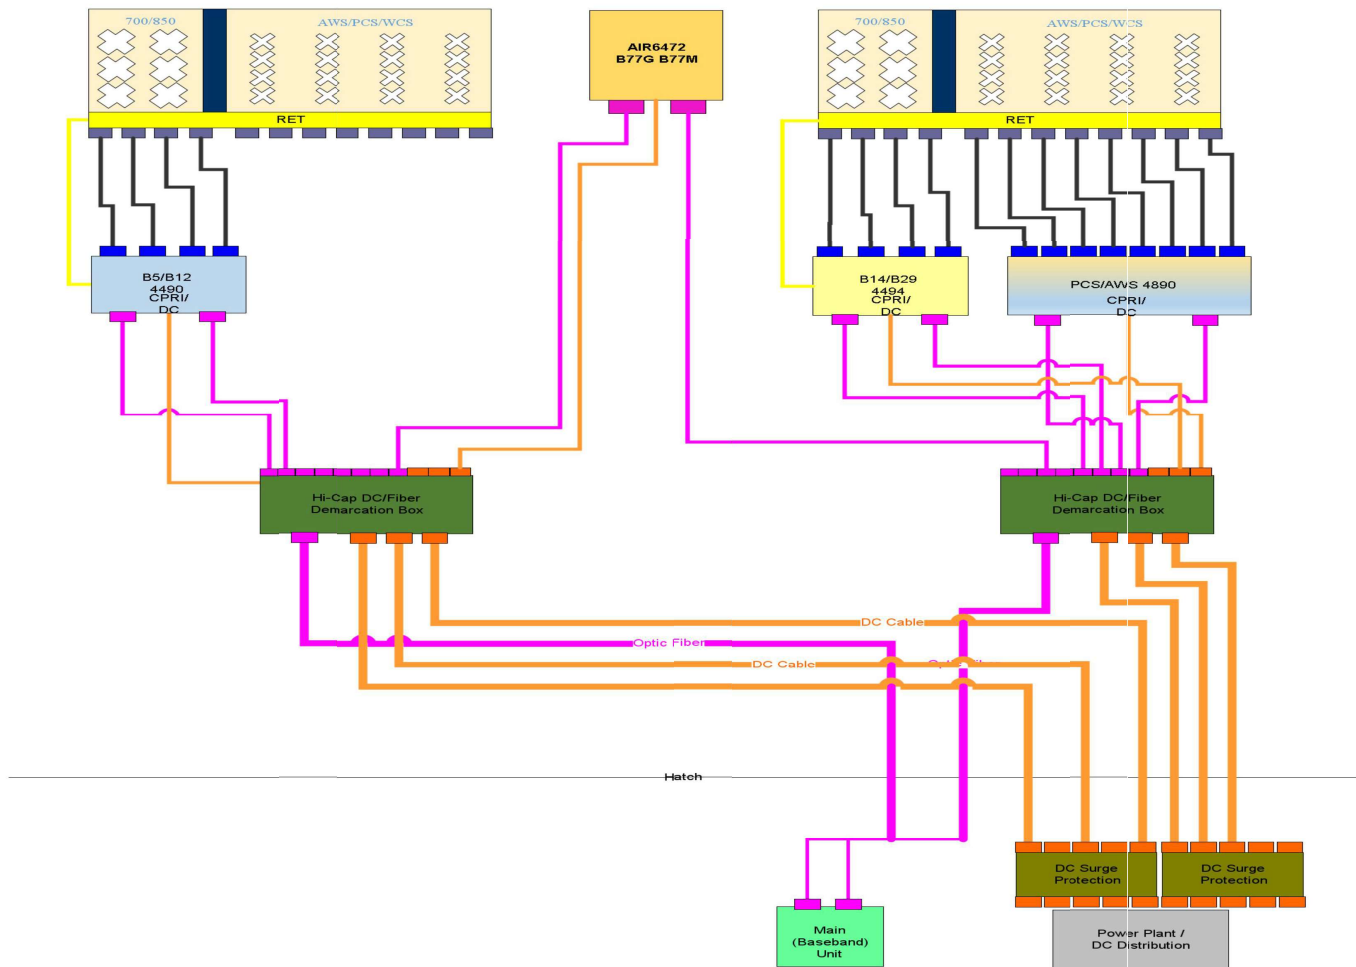 700/850
AWS/PCS/WCS
RET
AIR6472
B77G B77M
700/850
AWS/PCS/WCS
RET
B5/B12
4490
CPRI/
DC
B14/B29
4494
CPRI/
DC
PCS/AWS 4890
CPRI/
DC
Hi-Cap DC/Fiber
Demarcation Box
Hi-Cap DC/Fiber
Demarcation Box
DC Cable
Optic Fiber
DC Cable
Optic Fiber
Hatch
DC Surge
Protection
DC Surge
Protection
Main
(Baseband)
Unit
Power Plant /
DC Distribution